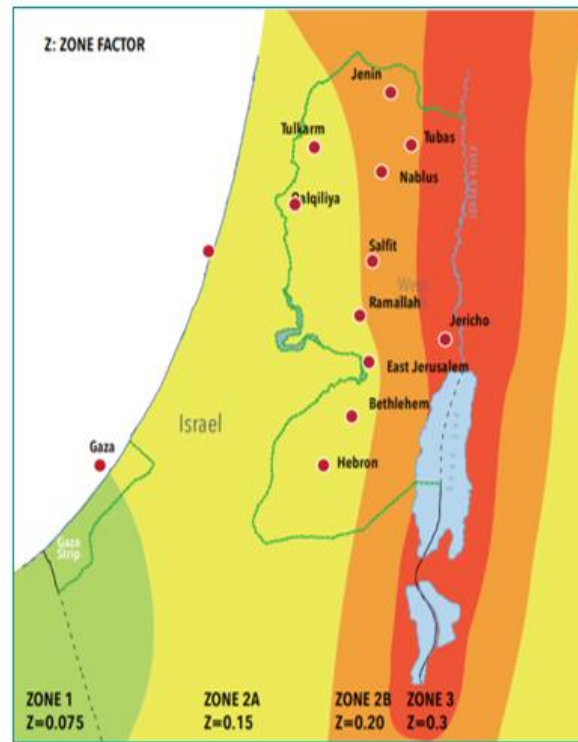 Z: ZONE FACTOR
Jenin
Tulkarm
Tubas
Nablus
Qalqiliya
Salfit
West
Ramallah
Jericho
East Jerusalem
Bethlehem
Israel
Gaza
Hebron
Gaza
Strip
ZONE 1
Z=0.075
ZONE 2A
Z=0.15
ZONE 2B
Z=0.20
ZONE 3
Z=0.3